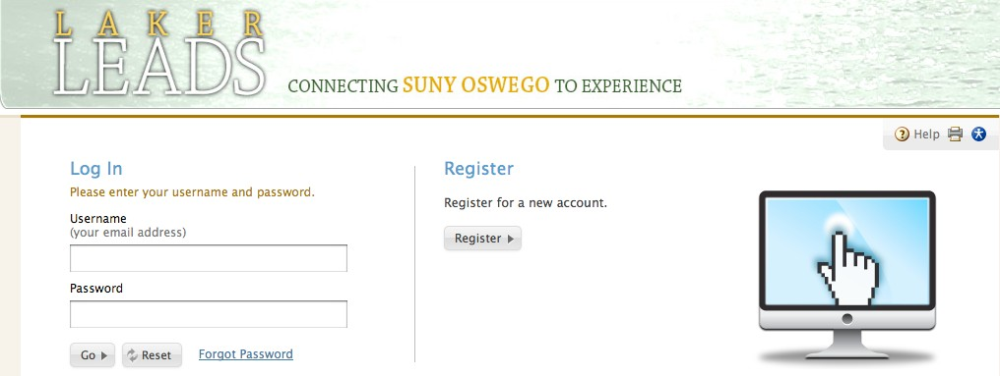 LAKER
LEADS
CONNECTING SUNY OSWEGO TO EXPERIENCE
? Help
Log In
Please enter your username and password.
Username
(your email address)
Password
Go
Reset
Forgot Password
Register
Register for a new account.
Register